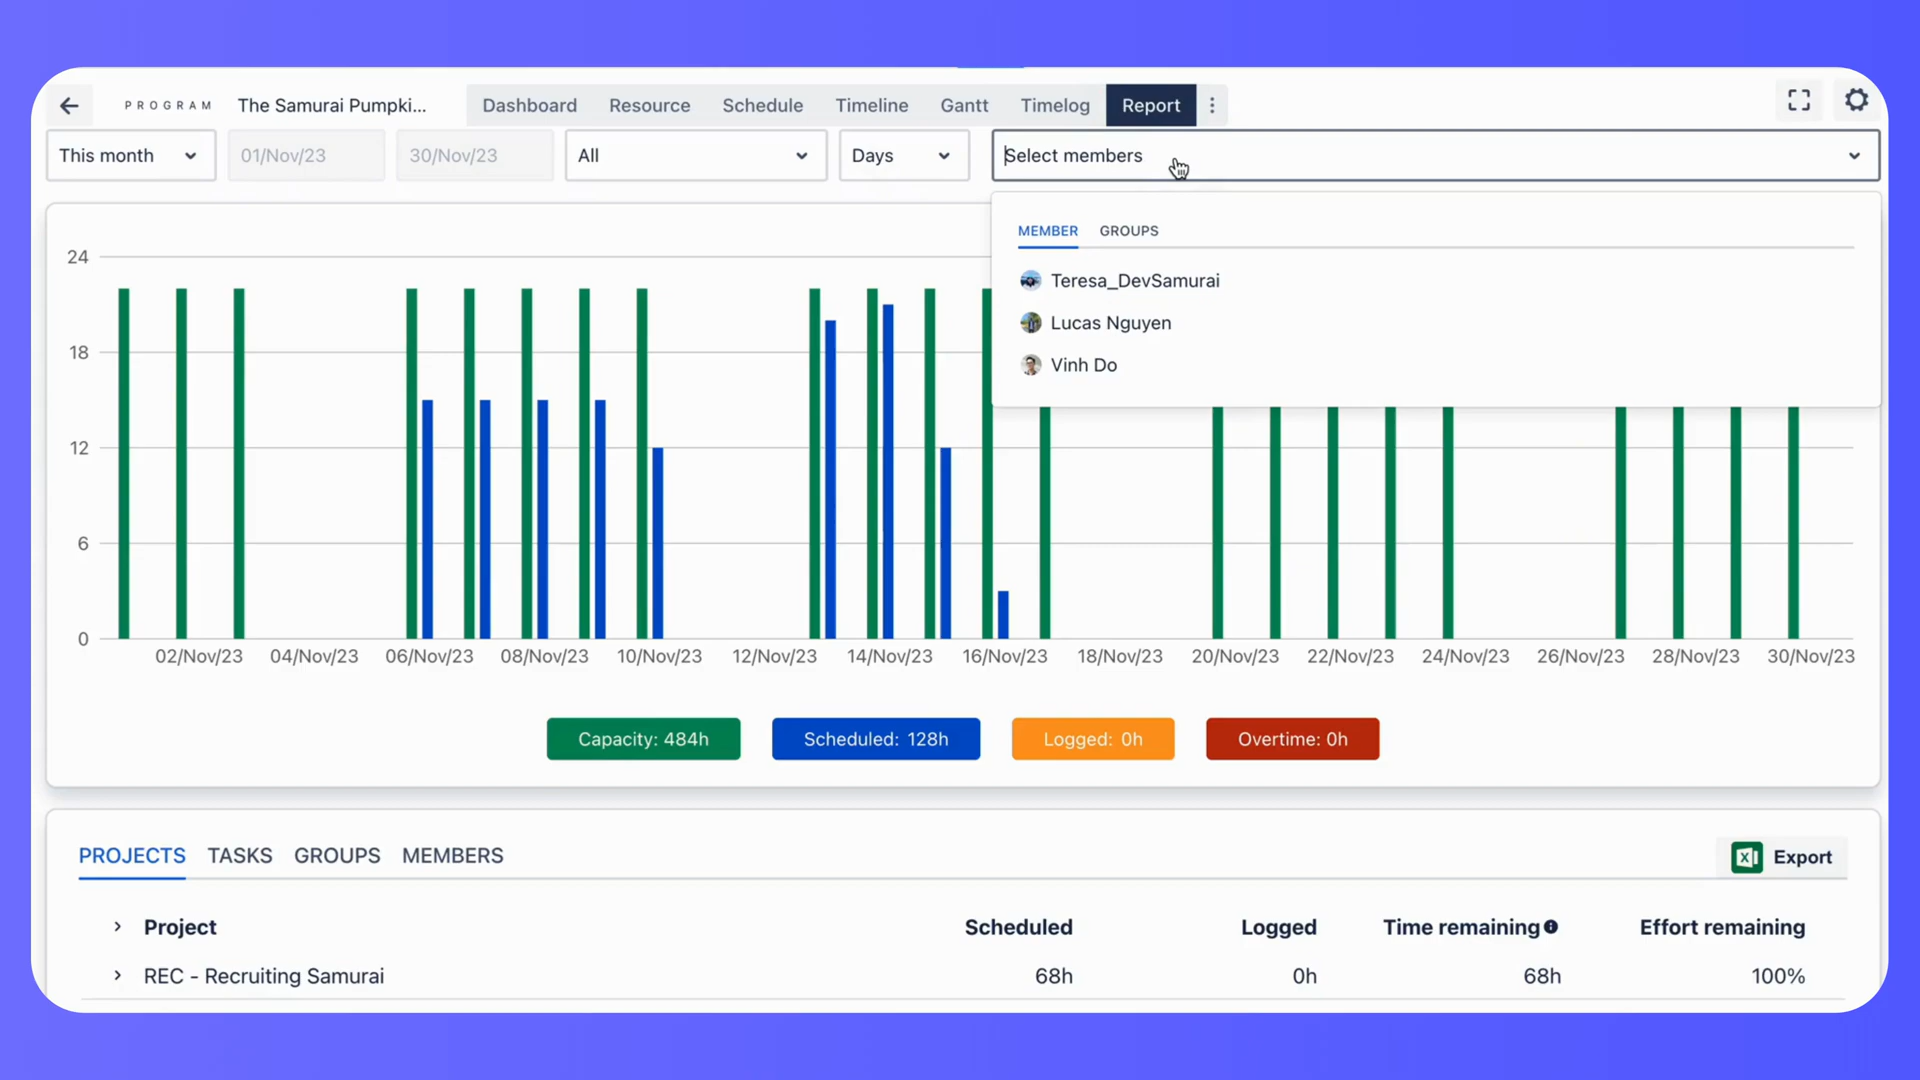 PROGRAM The Samurai Pumpki... Dashboard Resource Schedule Timeline Gantt Timelog Report
This month 01/Nov/23 30/Nov/23 All Days Select members
MEMBER GROUPS
Teresa_DevSamurai
Lucas Nguyen
Vinh Do
24
18
12
6
0
02/Nov/23 04/Nov/23 06/Nov/23 08/Nov/23 10/Nov/23 12/Nov/23 14/Nov/23 16/Nov/23 18/Nov/23 20/Nov/23 22/Nov/23 24/Nov/23 26/Nov/23 28/Nov/23 30/Nov/23
Capacity: 484h Scheduled: 128h Logged: 0h Overtime: 0h
PROJECTS TASKS GROUPS MEMBERS Export
Project Scheduled Logged Time remaining Effort remaining
REC - Recruiting Samurai 68h 0h 68h 100%